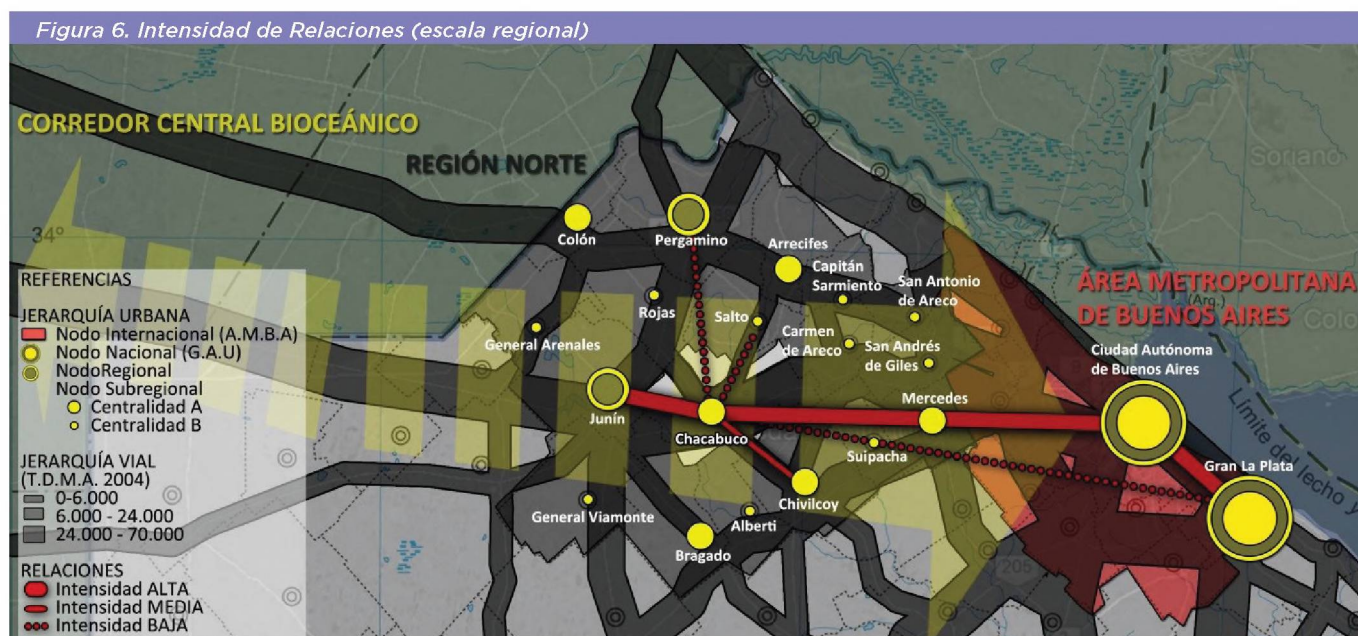 Figura 6. Intensidad de Relaciones (escala regional)
CORREDOR CENTRAL BIOCEÁNICO
REGIÓN NORTE
Soriano
34°
Colón
Pergamino
Arrecifes
Capitán
Sarmiento
San Antonio
de Areco
ÁREA METROPOLITANA
DE BUENOS AIRES
(Arg.)
Colo
Rojas
Salto
Carmen
de Areco
San Andrés
de Giles
General Arenales
Ciudad Autónoma
de Buenos Aires
Junín
Chacabuco
Mercedes
Suipacha
Límite del lecho y
Gran La Plata
Chivilcoy
General Viamonte
Alberti
Bragado
205
REFERENCIAS
JERARQUÍA URBANA
Nodo Internacional (A.M.B.A)
Nodo Nacional (G.A.U)
NodoRegional
Nodo Subregional
Centralidad A
Centralidad B
JERARQUÍA VIAL
(T.D.M.A. 2004)
0-6.000
6.000 - 24.000
24.000 - 70.000
RELACIONES
Intensidad ALTA
Intensidad MEDIA
Intensidad BAJA